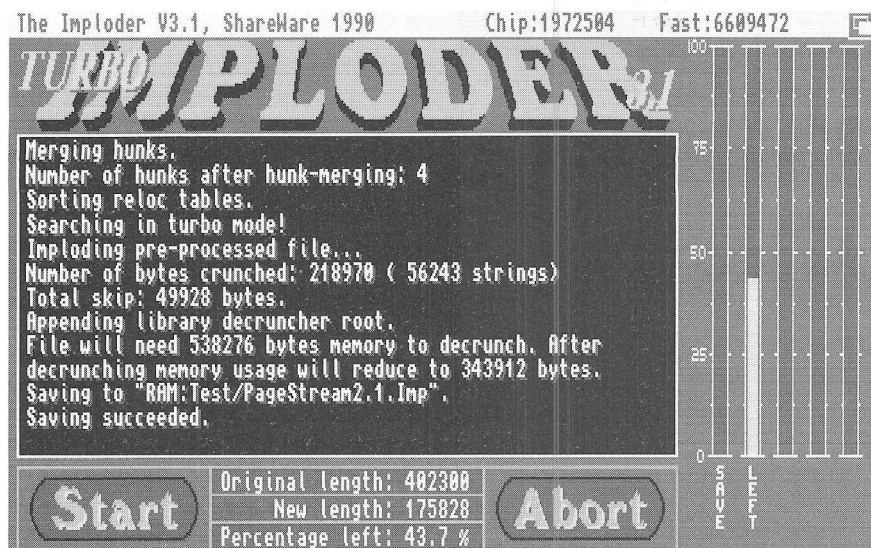 The Imploder V3.1, ShareWare 1990 Chip:1972504 Fast:6609472
TURBO IMPLODER 3.1
Merging hunks.
Number of hunks after hunk-merging: 4
Sorting reloc tables.
Searching in turbo mode!
Imploding pre-processed file...
Number of bytes crunched: 218970 ( 56243 strings)
Total skip: 49928 bytes.
Appending library decruncher root.
File will need 538276 bytes memory to decrunch. After
decrunching memory usage will reduce to 343912 bytes.
Saving to "RAM:Test/PageStream2.1.Imp".
Saving succeeded.
100
75
50
25
0
SAVE
LEFT
Start
Original length: 402300
New length: 175828
Percentage left: 43.7 %
Abort